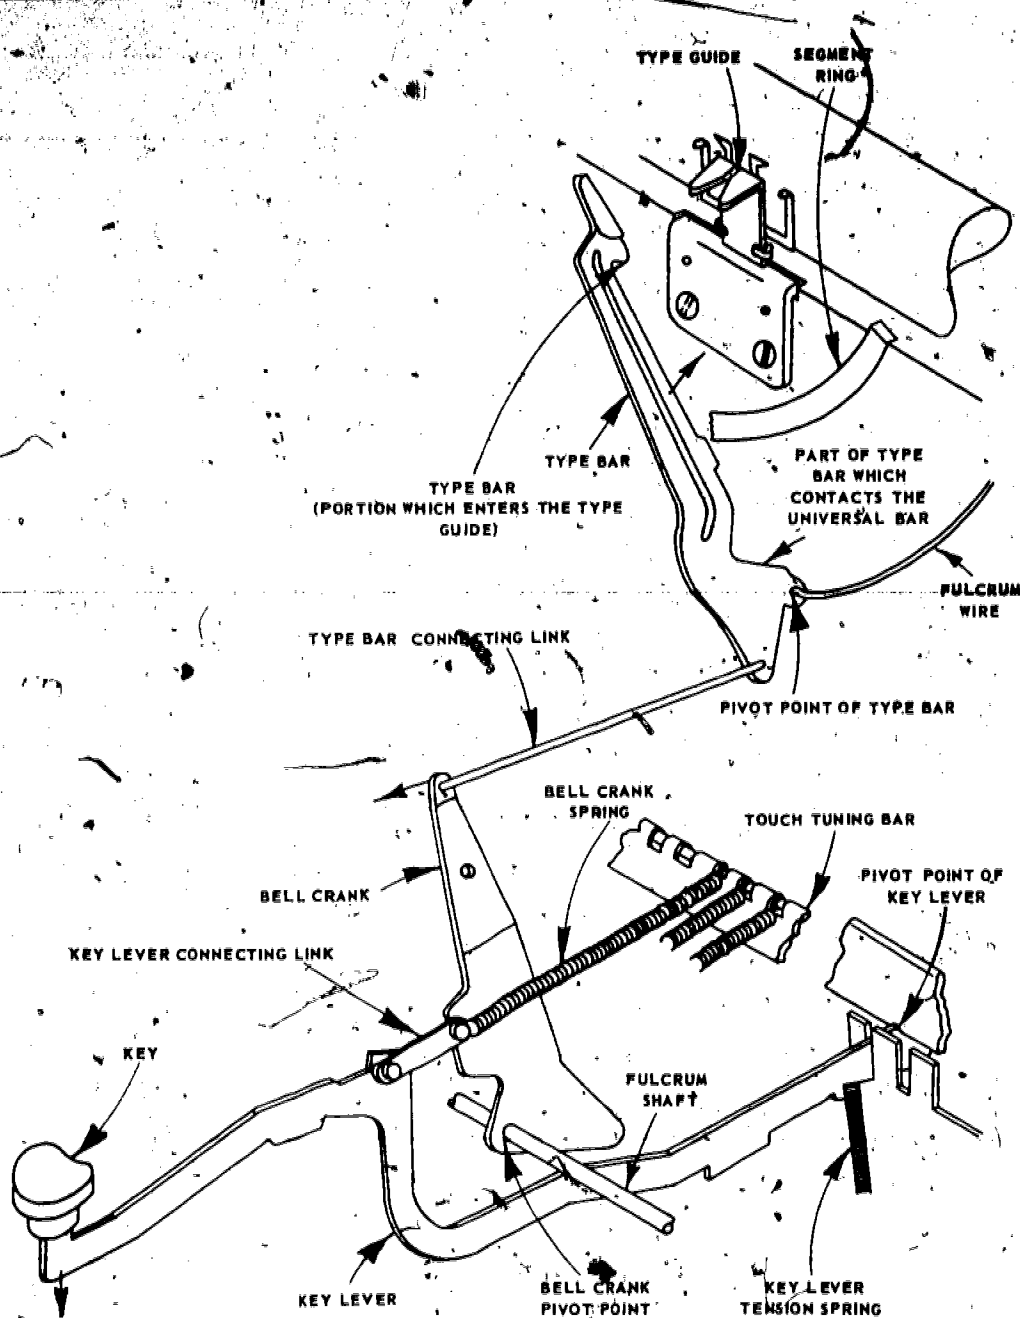 TYPE GUIDE
SEGMENT
RING
TYPE BAR
TYPE BAR
(PORTION WHICH ENTERS THE TYPE
GUIDE)
PART OF TYPE
BAR WHICH
CONTACTS THE
UNIVERSAL BAR
FULCRUM
WIRE
TYPE BAR CONNECTING LINK
PIVOT POINT OF TYPE BAR
BELL CRANK
SPRING
TOUCH TUNING BAR
PIVOT POINT OF
KEY LEVER
BELL CRANK
KEY LEVER CONNECTING LINK
KEY
FULCRUM
SHAFT
KEY LEVER
BELL CRANK
PIVOT POINT
KEY LEVER
TENSION SPRING